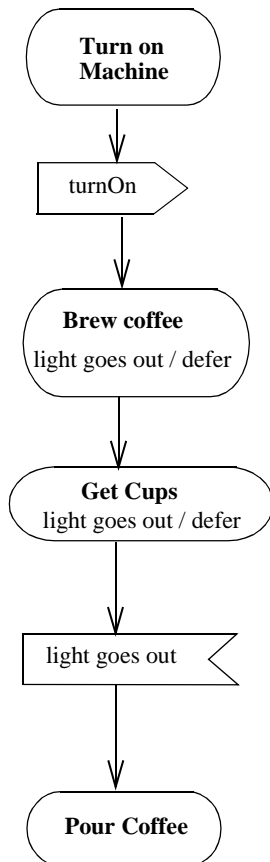 Turn on
Machine
turnOn
Brew coffee
light goes out / defer
Get Cups
light goes out / defer
light goes out
Pour Coffee